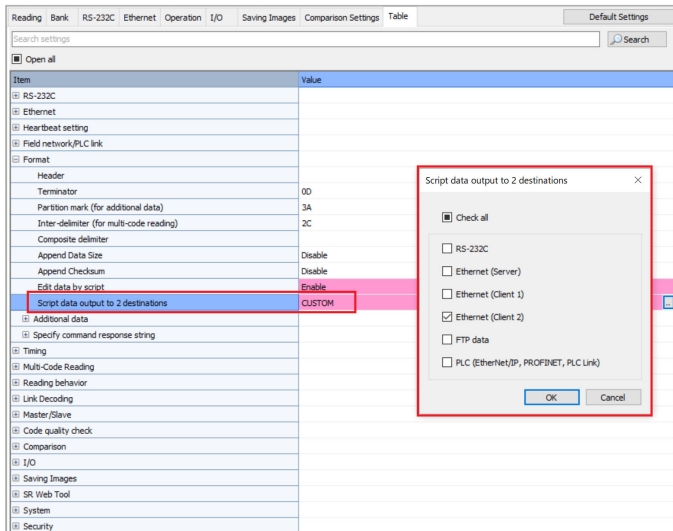 Reading Bank RS-232C Ethernet Operation I/O Saving Images Comparison Settings Table Default Settings
Search settings Search
Open all
Item Value
RS-232C
Ethernet
Heartbeat setting
Field network/PLC link
Format
Header
Terminator 0D
Partition mark (for additional data) 3A
Inter-delimiter (for multi-code reading) 2C
Composite delimiter
Append Data Size Disable
Append Checksum Disable
Edit data by script Enable
Script data output to 2 destinations CUSTOM ..
Additional data
Specify command response string
Timing
Multi-Code Reading
Reading behavior
Link Decoding
Master/Slave
Code quality check
Comparison
I/O
Saving Images
SR Web Tool
System
Security
Script data output to 2 destinations
Check all
RS-232C
Ethernet (Server)
Ethernet (Client 1)
Ethernet (Client 2)
FTP data
PLC (EtherNet/IP, PROFINET, PLC Link)
OK Cancel